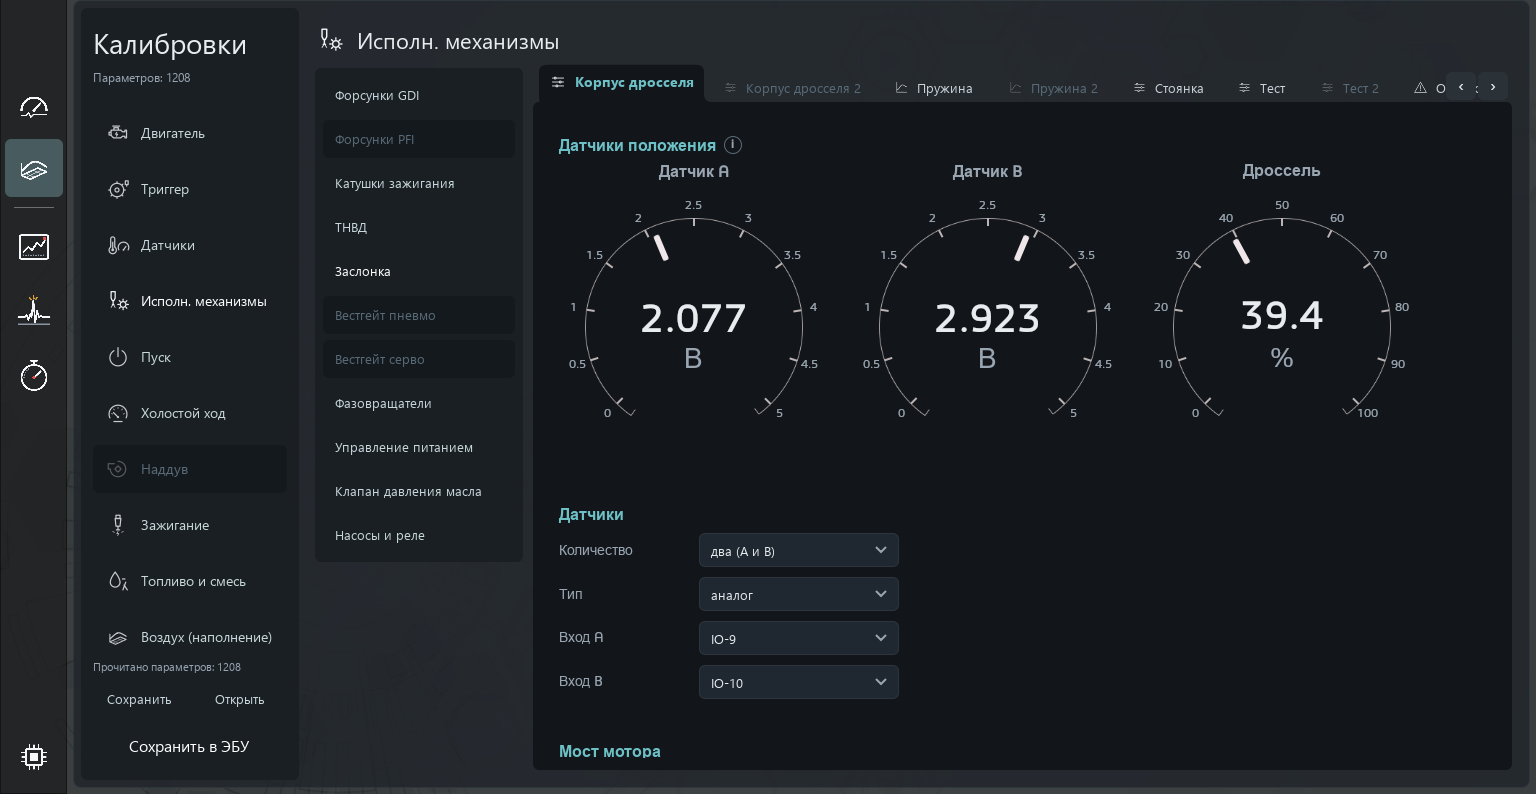 Калибровки
Параметров: 1208
Двигатель
Триггер
Датчики
Исполн. механизмы
Пуск
Холостой ход
Наддув
Зажигание
Топливо и смесь
Воздух (наполнение)
Прочитано параметров: 1208
Сохранить Открыть
Сохранить в ЭБУ
Исполн. механизмы
Форсунки GDI
Форсунки PFI
Катушки зажигания
ТНВД
Заслонка
Вестгейт пневмо
Вестгейт серво
Фазовращатели
Управление питанием
Клапан давления масла
Насосы и реле
Корпус дросселя Корпус дросселя 2 Пружина Пружина 2 Стоянка Тест Тест 2
Датчики положения
Датчик A
0 0.5 1 1.5 2 2.5 3 3.5 4 4.5 5
2.077
В
Датчик B
0 0.5 1 1.5 2 2.5 3 3.5 4 4.5 5
2.923
В
Дроссель
0 10 20 30 40 50 60 70 80 90 100
39.4
%
Датчики
Количество два (A и B)
Тип аналог
Вход A IO-9
Вход B IO-10
Мост мотора